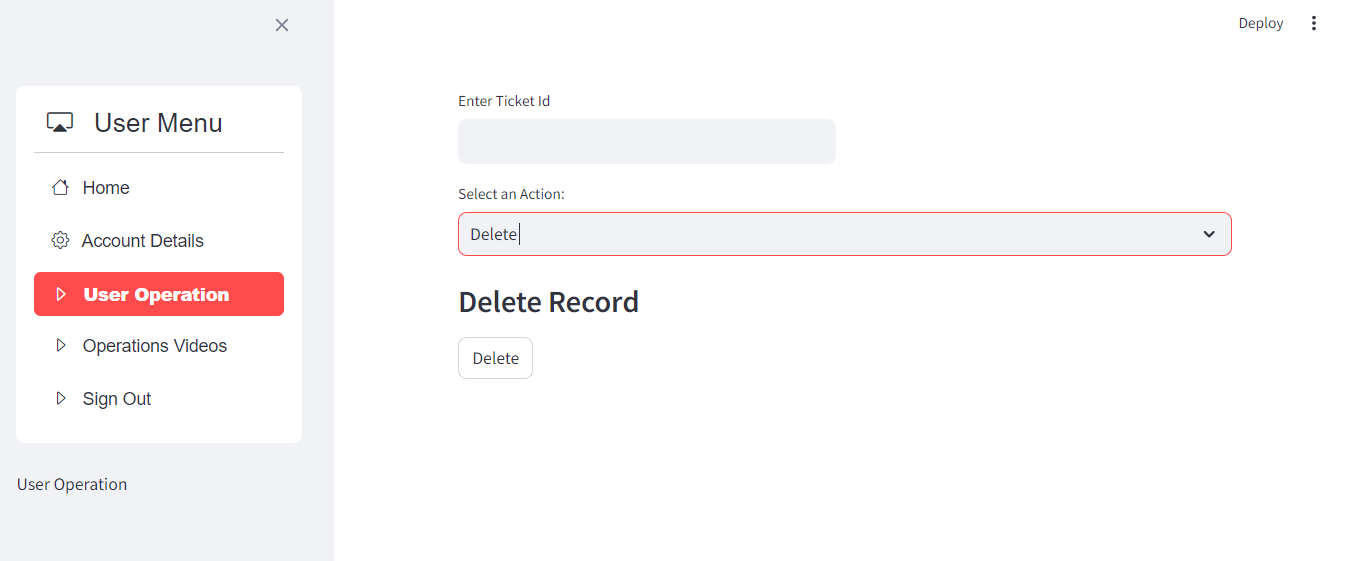 Deploy
User Menu
Home
Account Details
User Operation
Operations Videos
Sign Out
User Operation
Enter Ticket Id
Select an Action:
Delete
Delete Record
Delete